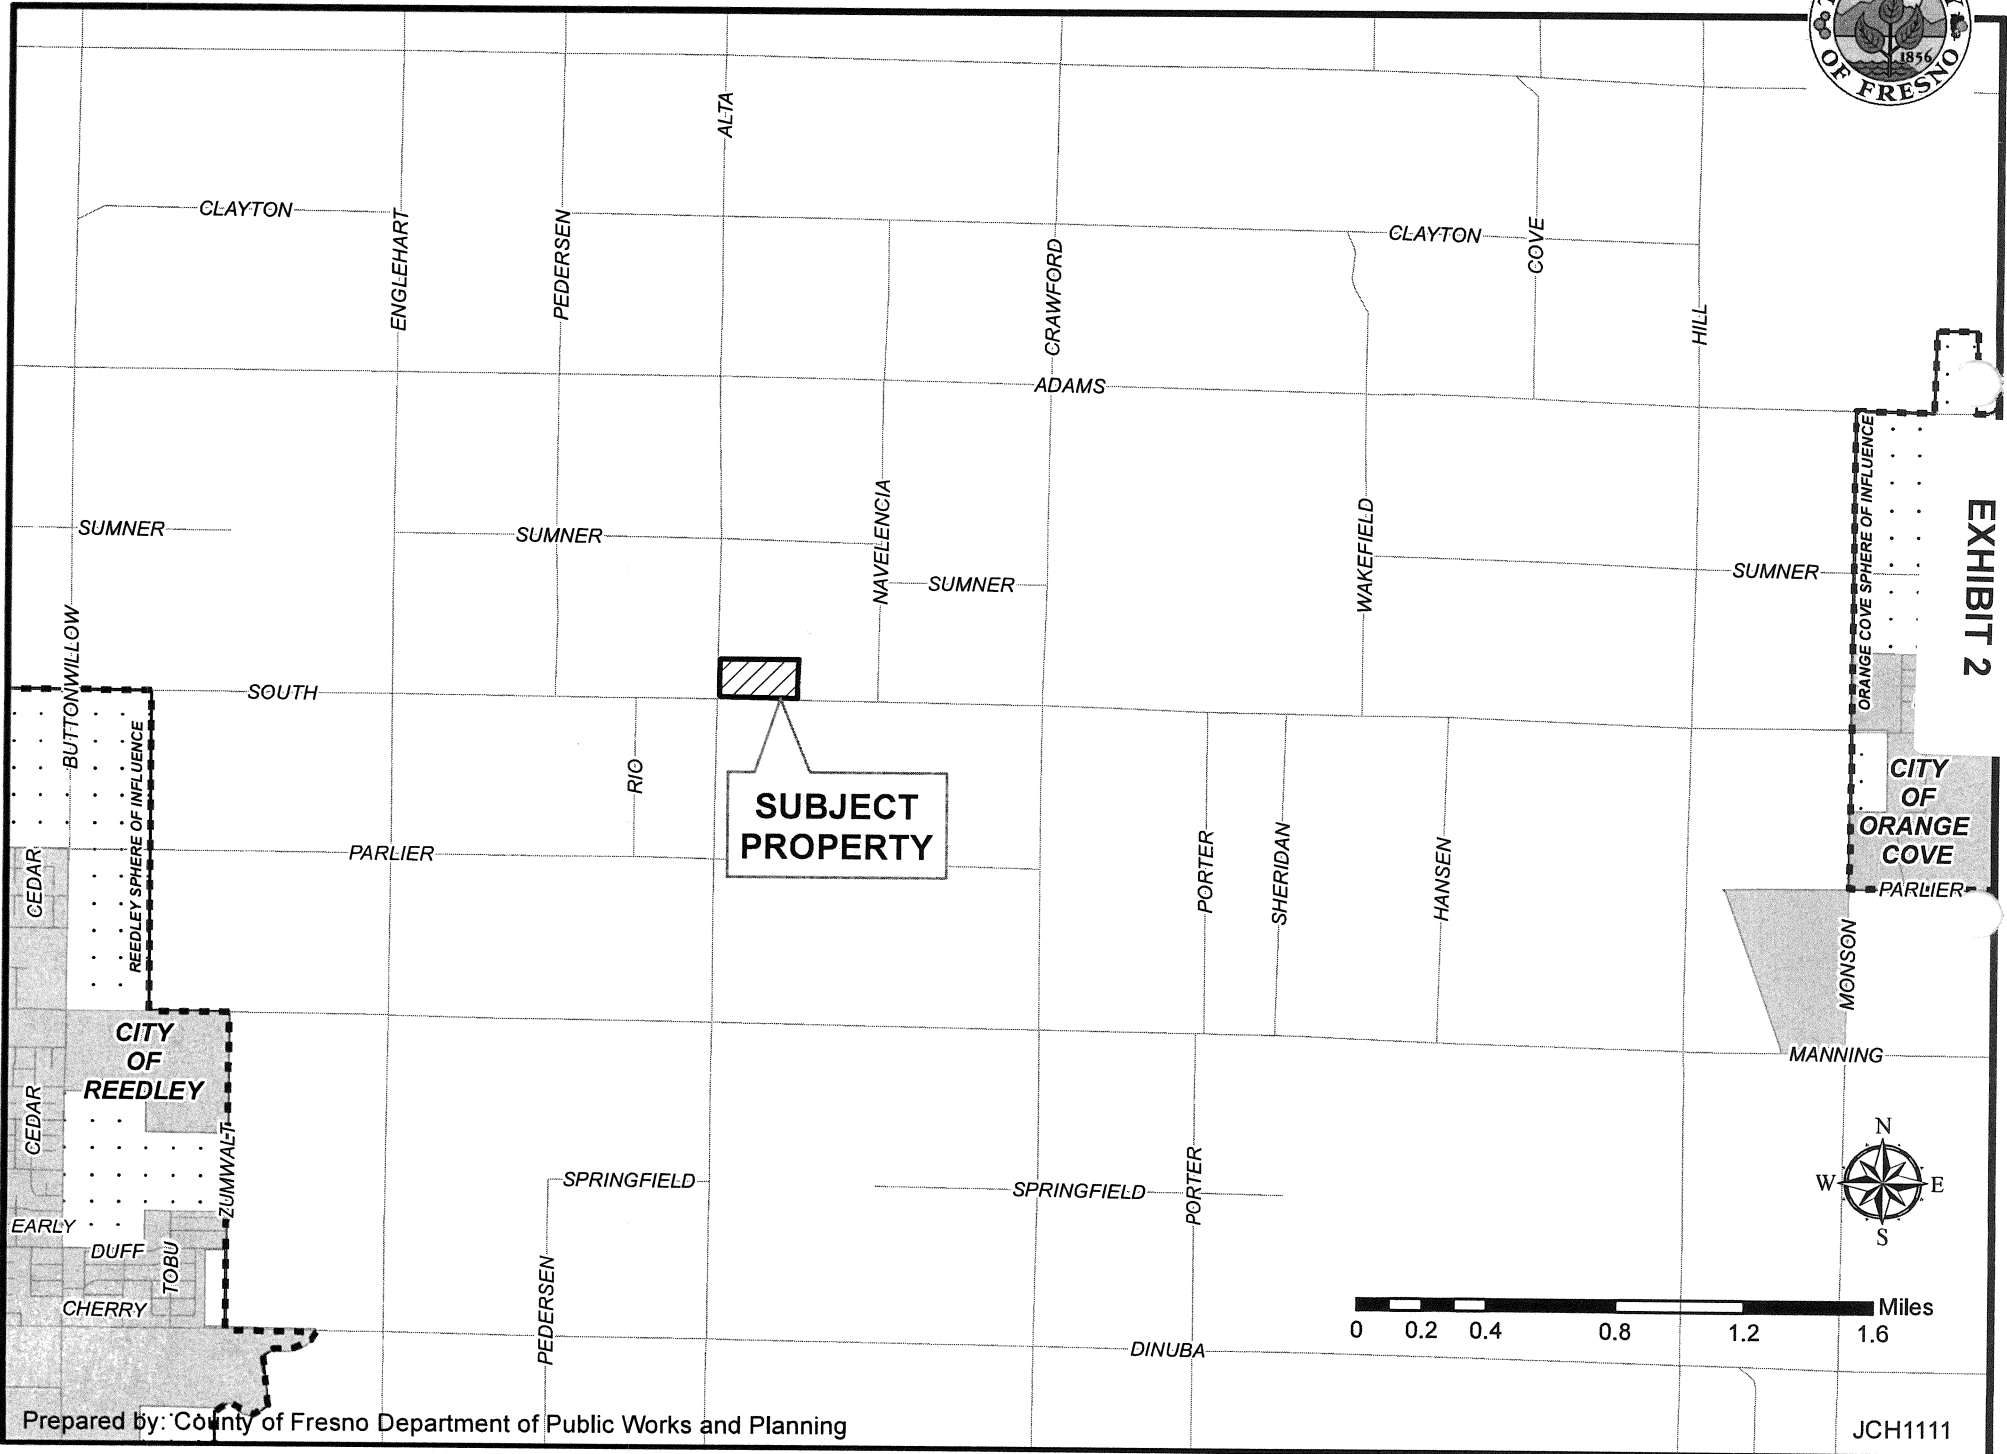 1856
OF FRESNO
ALTA
CLAYTON
ENGLEHART
PEDERSEN
CRAWFORD
CLAYTON
COVE
HILL
ADAMS
SUMNER
SUMNER
NAVELENCIA
SUMNER
WAKEFIELD
SUMNER
ORANGE COVE SPHERE OF INFLUENCE
EXHIBIT 2
BUTTONWILLOW
SOUTH
REEDLEY SPHERE OF INFLUENCE
RIO
SUBJECT
PROPERTY
PARLIER
CEDAR
PORTER
SHERIDAN
HANSEN
CITY
OF
ORANGE
COVE
PARLIER
MONSON
CITY
OF
REEDLEY
MANNING
CEDAR
ZUMWALT
SPRINGFIELD
SPRINGFIELD
PORTER
N
W
E
S
EARLY
DUFF
TOBU
CHERRY
PEDERSEN
DINUBA
Miles
0 0.2 0.4 0.8 1.2 1.6
Prepared by: County of Fresno Department of Public Works and Planning
JCH1111